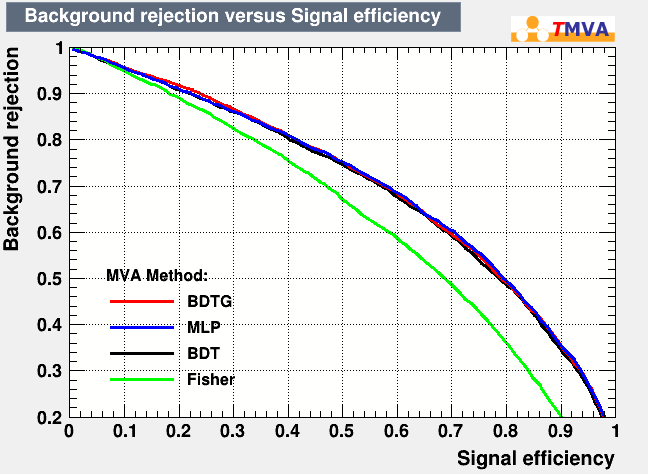 Background rejection versus Signal efficiency
TMVA
Background rejection
1
0.9
0.8
0.7
0.6
0.5
0.4
0.3
0.2
MVA Method:
BDTG
MLP
BDT
Fisher
0 0.1 0.2 0.3 0.4 0.5 0.6 0.7 0.8 0.9 1
Signal efficiency